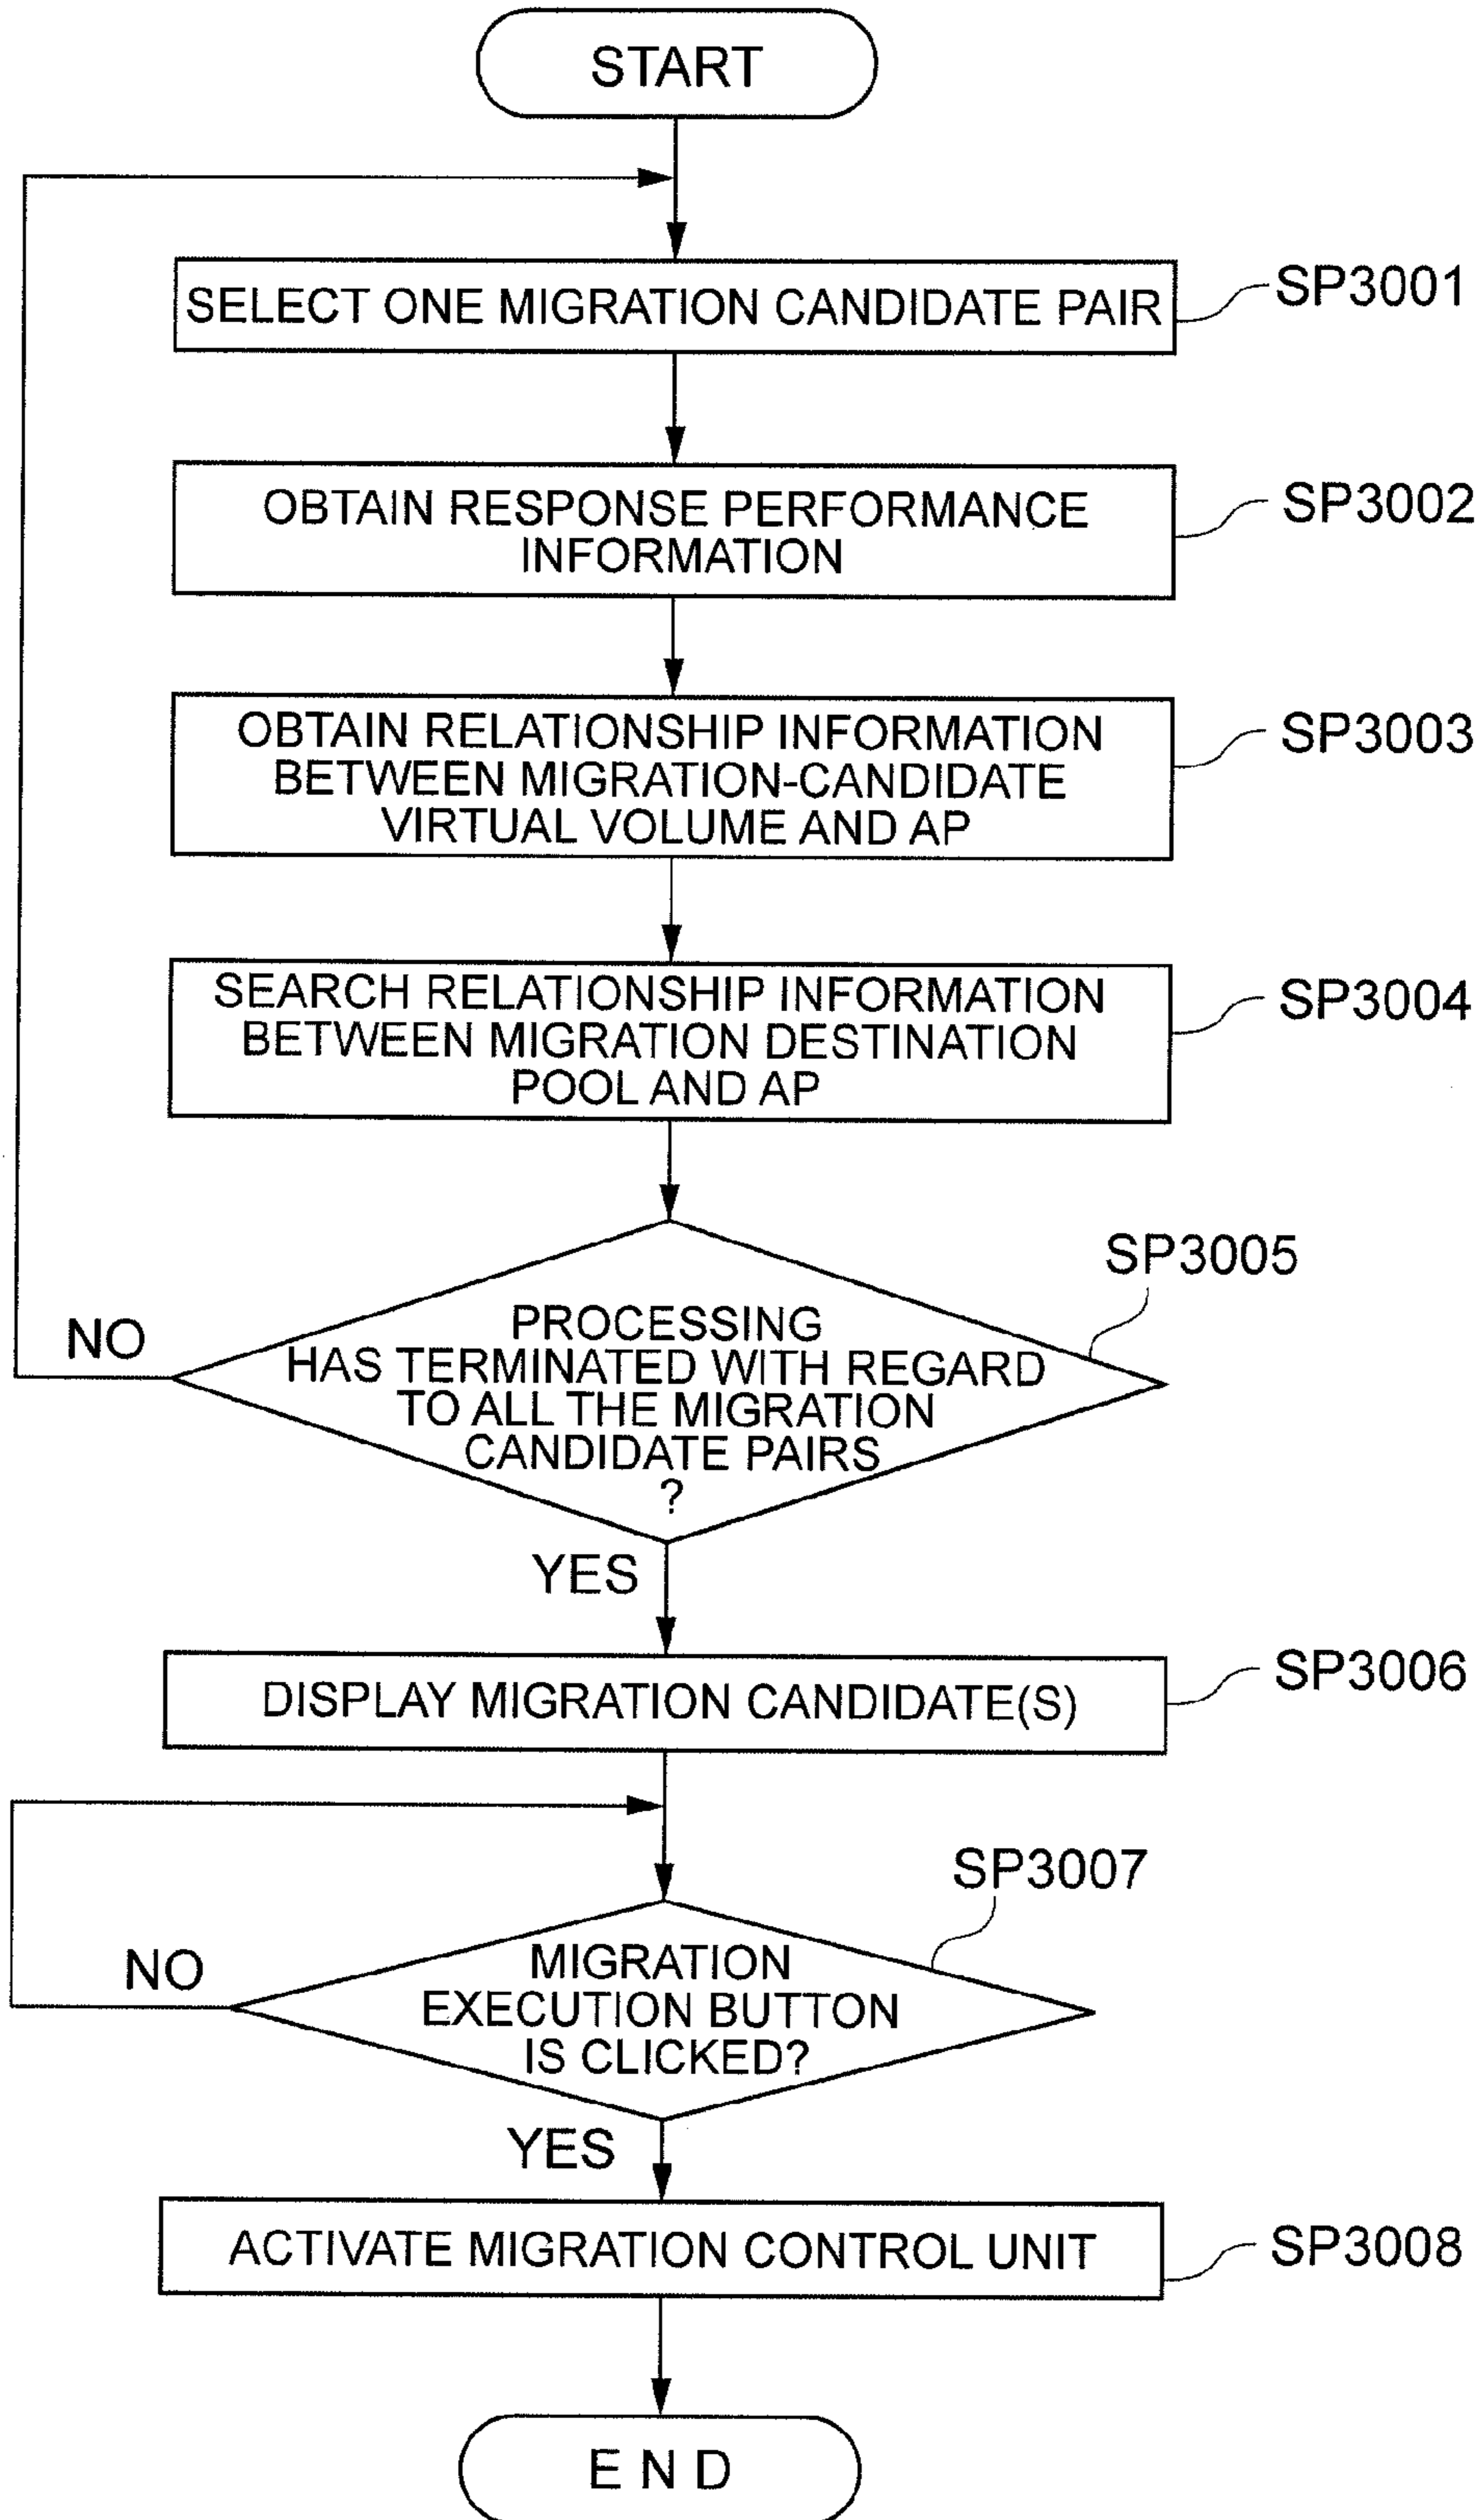 START
SELECT ONE MIGRATION CANDIDATE PAIR
SP3001
OBTAIN RESPONSE PERFORMANCE
INFORMATION
SP3002
OBTAIN RELATIONSHIP INFORMATION
BETWEEN MIGRATION-CANDIDATE
VIRTUAL VOLUME AND AP
SP3003
SEARCH RELATIONSHIP INFORMATION
BETWEEN MIGRATION DESTINATION
POOL AND AP
SP3004
SP3005
NO
PROCESSING
HAS TERMINATED WITH REGARD
TO ALL THE MIGRATION
CANDIDATE PAIRS
?
YES
DISPLAY MIGRATION CANDIDATE(S)
SP3006
SP3007
NO
MIGRATION
EXECUTION BUTTON
IS CLICKED?
YES
ACTIVATE MIGRATION CONTROL UNIT
SP3008
END